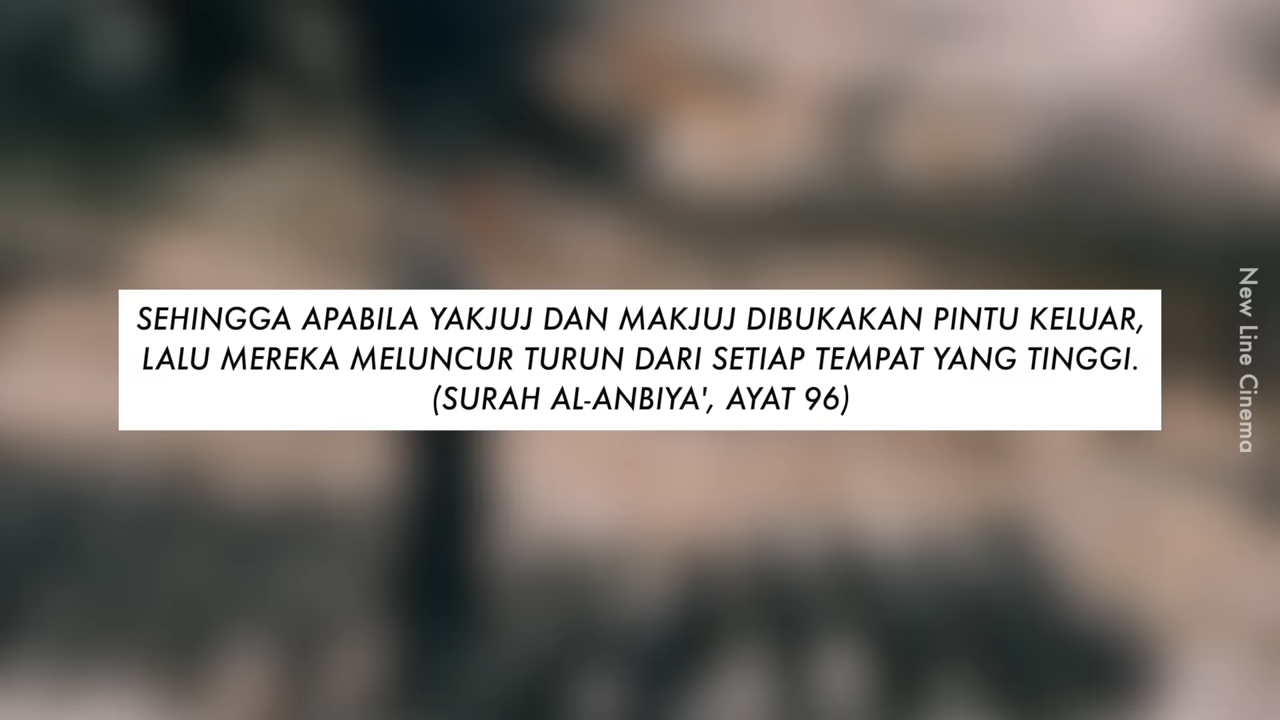 SEHINGGA APABILA YAKJUJ DAN MAKJUJ DIBUKAKAN PINTU KELUAR,
LALU MEREKA MELUNCUR TURUN DARI SETIAP TEMPAT YANG TINGGI.
(SURAH AL-ANBIYA', AYAT 96)
New Line Cinema